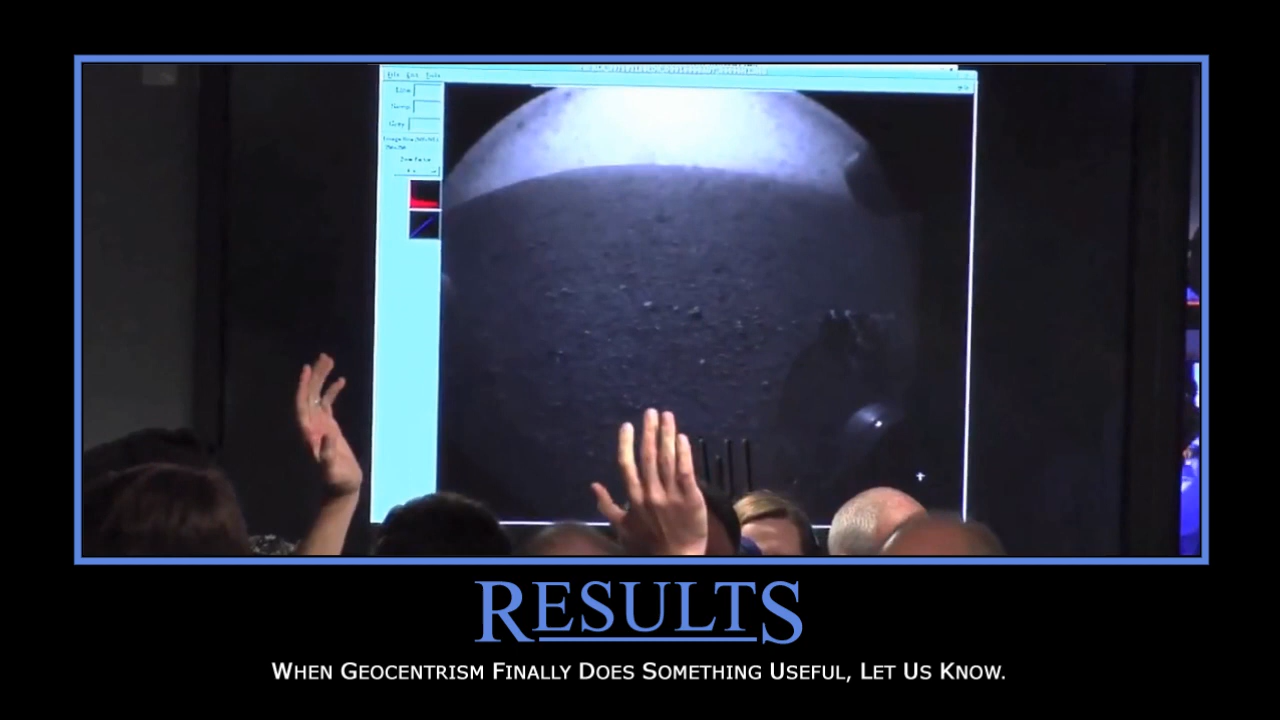 RESULTS
WHEN GEOCENTRISM FINALLY DOES SOMETHING USEFUL, LET US KNOW.